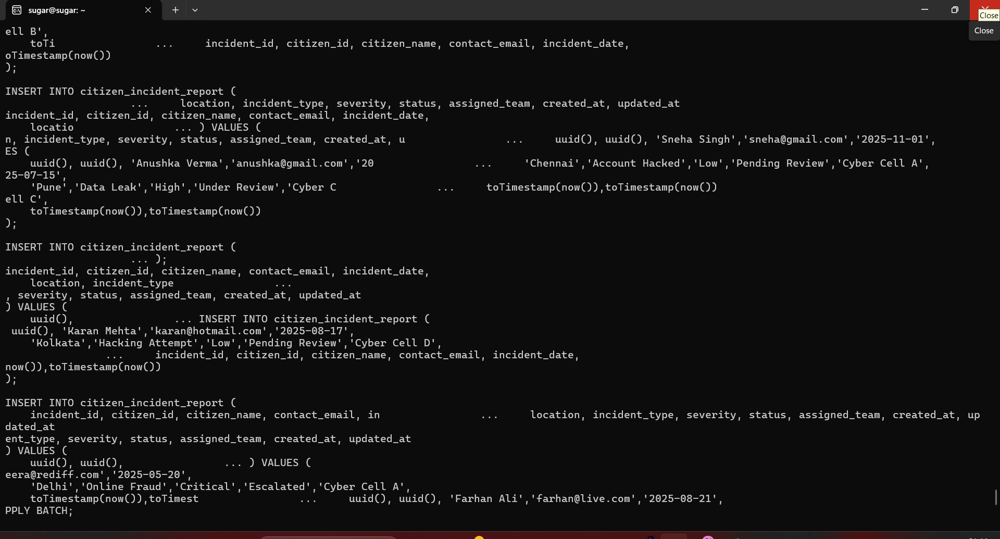 sugar@sugar: ~
Close
Close
ell B',
    toTi                ...     incident_id, citizen_id, citizen_name, contact_email, incident_date,
oTimestamp(now())
);

INSERT INTO citizen_incident_report (
                    ...     location, incident_type, severity, status, assigned_team, created_at, updated_at
incident_id, citizen_id, citizen_name, contact_email, incident_date,
    locatio                ... ) VALUES (
n, incident_type, severity, status, assigned_team, created_at, u                ...     uuid(), uuid(), 'Sneha Singh','sneha@gmail.com','2025-11-01',
ES (
    uuid(), uuid(), 'Anushka Verma','anushka@gmail.com','20                ...     'Chennai','Account Hacked','Low','Pending Review','Cyber Cell A',
25-07-15',
    'Pune','Data Leak','High','Under Review','Cyber C                ...     toTimestamp(now()),toTimestamp(now())
ell C',
    toTimestamp(now()),toTimestamp(now())
);

INSERT INTO citizen_incident_report (
                    ... );
incident_id, citizen_id, citizen_name, contact_email, incident_date,
    location, incident_type                ...
, severity, status, assigned_team, created_at, updated_at
) VALUES (
    uuid(),                ... INSERT INTO citizen_incident_report (
 uuid(), 'Karan Mehta','karan@hotmail.com','2025-08-17',
    'Kolkata','Hacking Attempt','Low','Pending Review','Cyber Cell D',
                ...     incident_id, citizen_id, citizen_name, contact_email, incident_date,
now()),toTimestamp(now())
);

INSERT INTO citizen_incident_report (
    incident_id, citizen_id, citizen_name, contact_email, in                ...     location, incident_type, severity, status, assigned_team, created_at, up
dated_at
ent_type, severity, status, assigned_team, created_at, updated_at
) VALUES (
    uuid(), uuid(),                ... ) VALUES (
eera@rediff.com','2025-05-20',
    'Delhi','Online Fraud','Critical','Escalated','Cyber Cell A',
    toTimestamp(now()),toTimest                ...     uuid(), uuid(), 'Farhan Ali','farhan@live.com','2025-08-21',
PPLY BATCH;